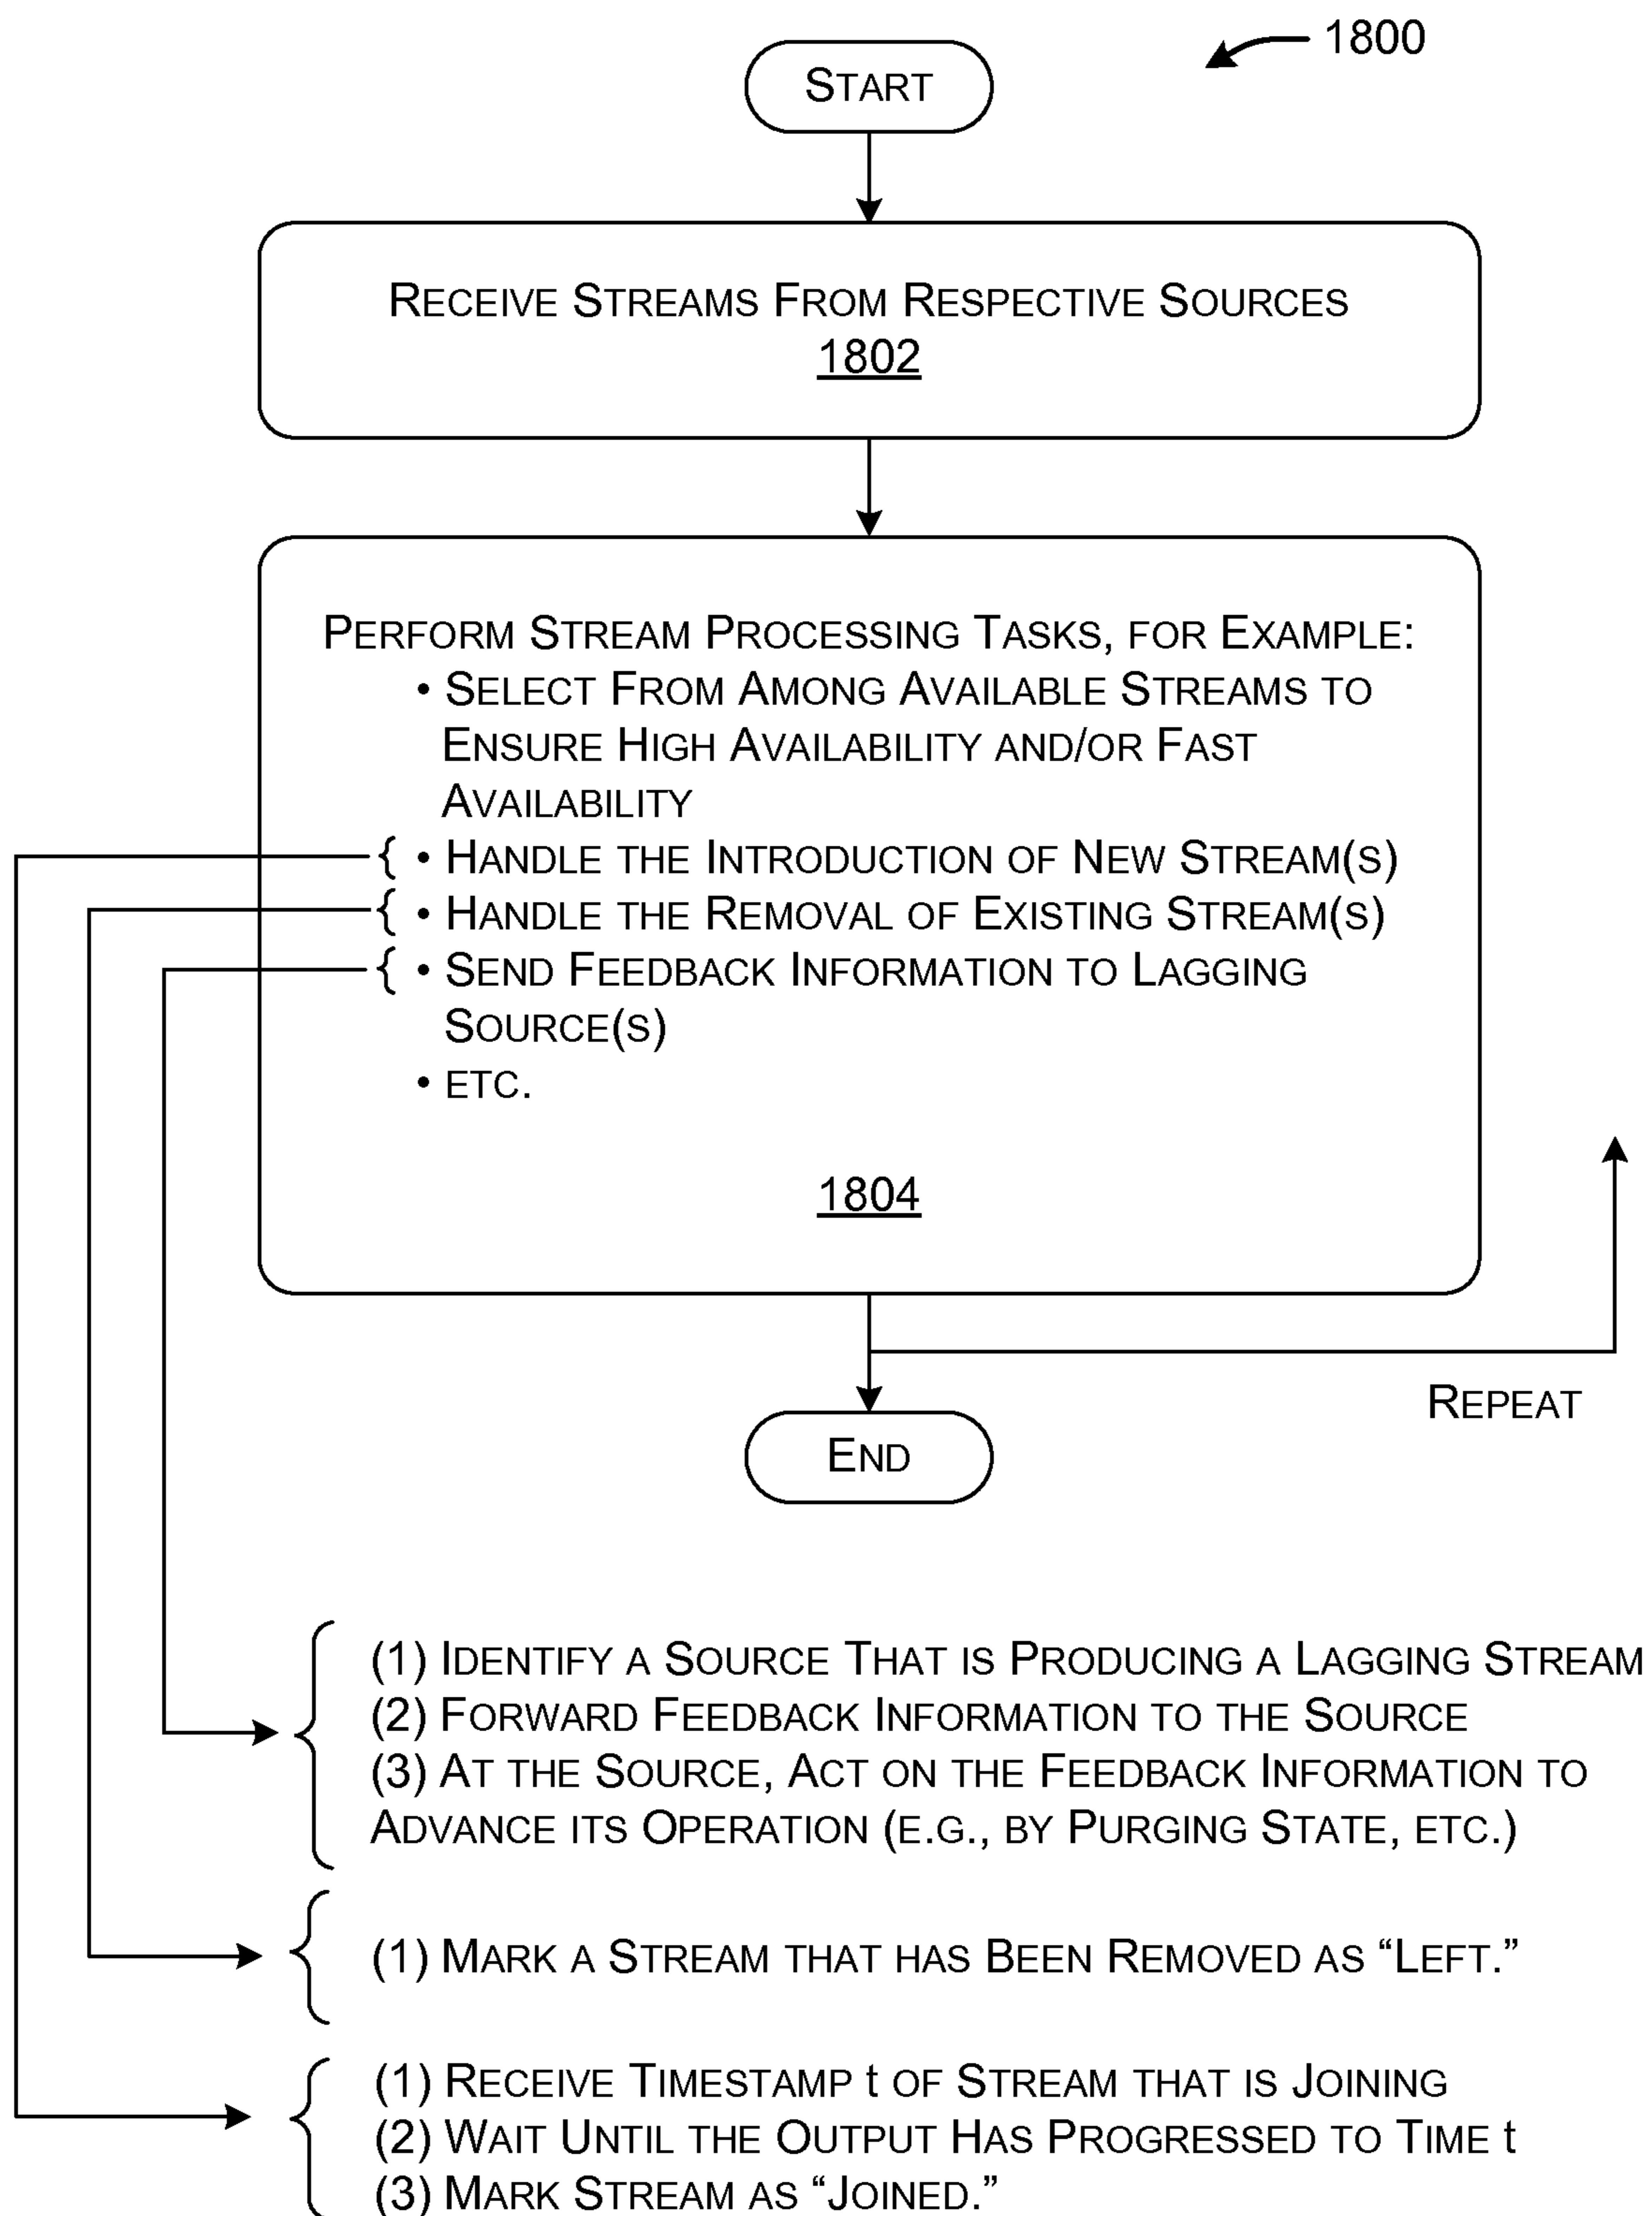 1800
START
RECEIVE STREAMS FROM RESPECTIVE SOURCES
1802
PERFORM STREAM PROCESSING TASKS, FOR EXAMPLE:
• SELECT FROM AMONG AVAILABLE STREAMS TO
ENSURE HIGH AVAILABILITY AND/OR FAST
AVAILABILITY
• HANDLE THE INTRODUCTION OF NEW STREAM(S)
• HANDLE THE REMOVAL OF EXISTING STREAM(S)
• SEND FEEDBACK INFORMATION TO LAGGING
SOURCE(S)
• ETC.
1804
REPEAT
END
(1) IDENTIFY A SOURCE THAT IS PRODUCING A LAGGING STREAM
(2) FORWARD FEEDBACK INFORMATION TO THE SOURCE
(3) AT THE SOURCE, ACT ON THE FEEDBACK INFORMATION TO
ADVANCE ITS OPERATION (E.G., BY PURGING STATE, ETC.)
(1) MARK A STREAM THAT HAS BEEN REMOVED AS “LEFT.”
(1) RECEIVE TIMESTAMP t OF STREAM THAT IS JOINING
(2) WAIT UNTIL THE OUTPUT HAS PROGRESSED TO TIME t
(3) MARK STREAM AS “JOINED.”